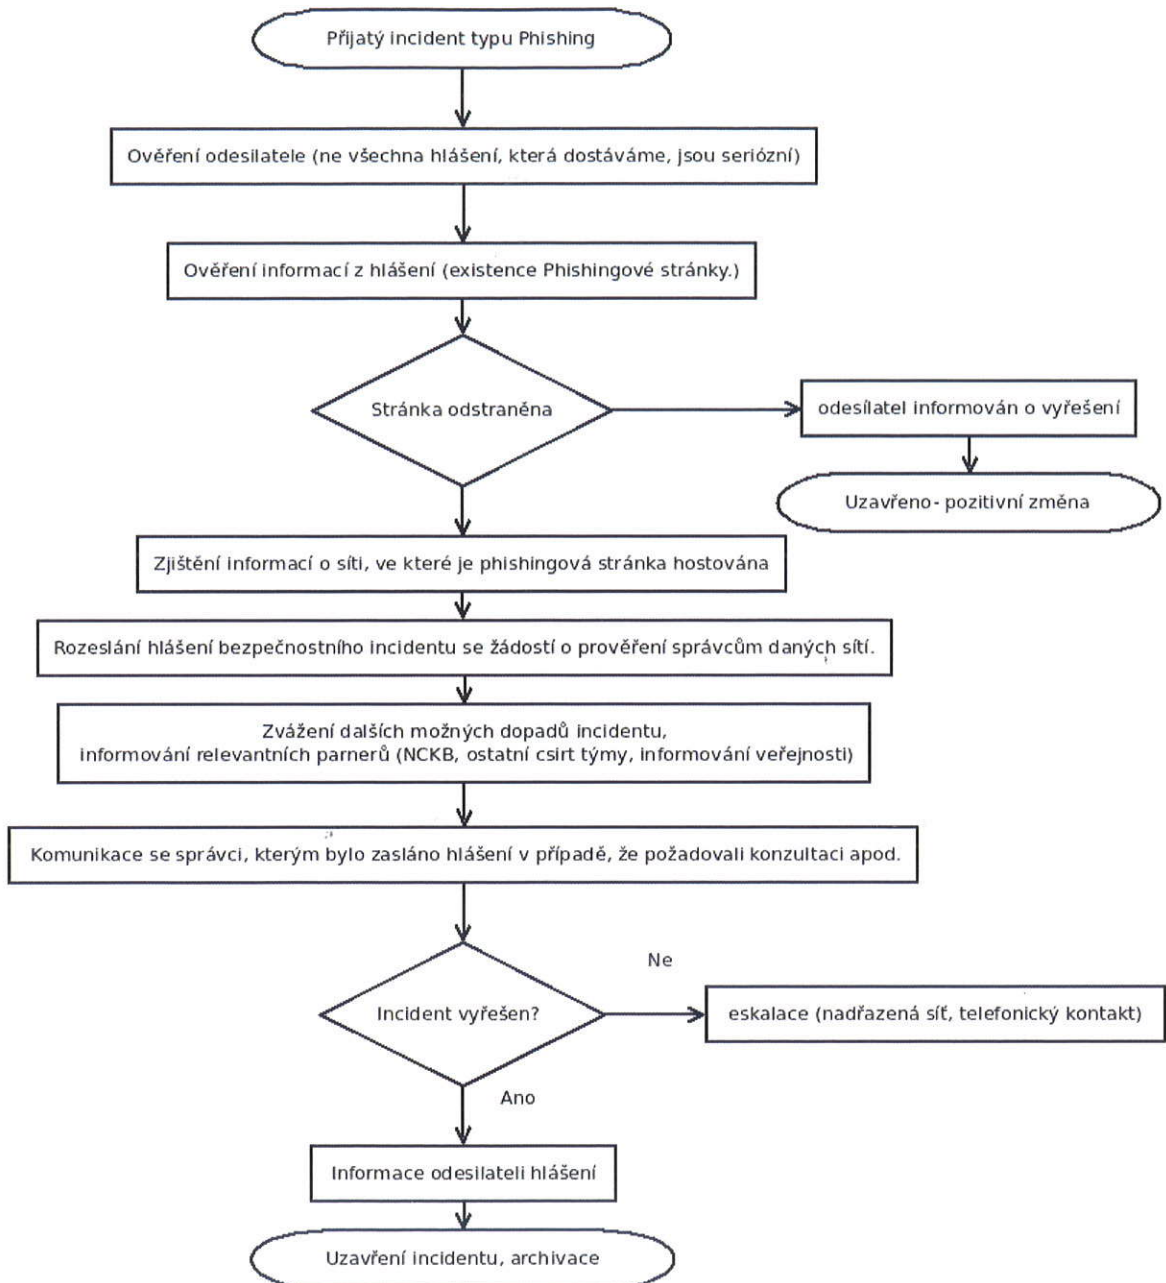 Přijatý incident typu Phishing
Ověření odesilatele (ne všechna hlášení, která dostáváme, jsou seriózní)
Ověření informací z hlášení (existence Phishingové stránky.)
Stránka odstraněna
odesílatel informován o vyřešení
Uzavřeno- pozitivní změna
Zjištění informací o síti, ve které je phishingová stránka hostována
Rozeslání hlášení bezpečnostního incidentu se žádostí o prověření správcům daných sítí.
Zvážení dalších možných dopadů incidentu,
informování relevantních parnerů (NCKB, ostatní csirt týmy, informování veřejnosti)
Komunikace se správci, kterým bylo zasláno hlášení v případě, že požadovali konzultaci apod.
Incident vyřešen?
Ne
eskalace (nadřazená síť, telefonický kontakt)
Ano
Informace odesilateli hlášení
Uzavření incidentu, archivace